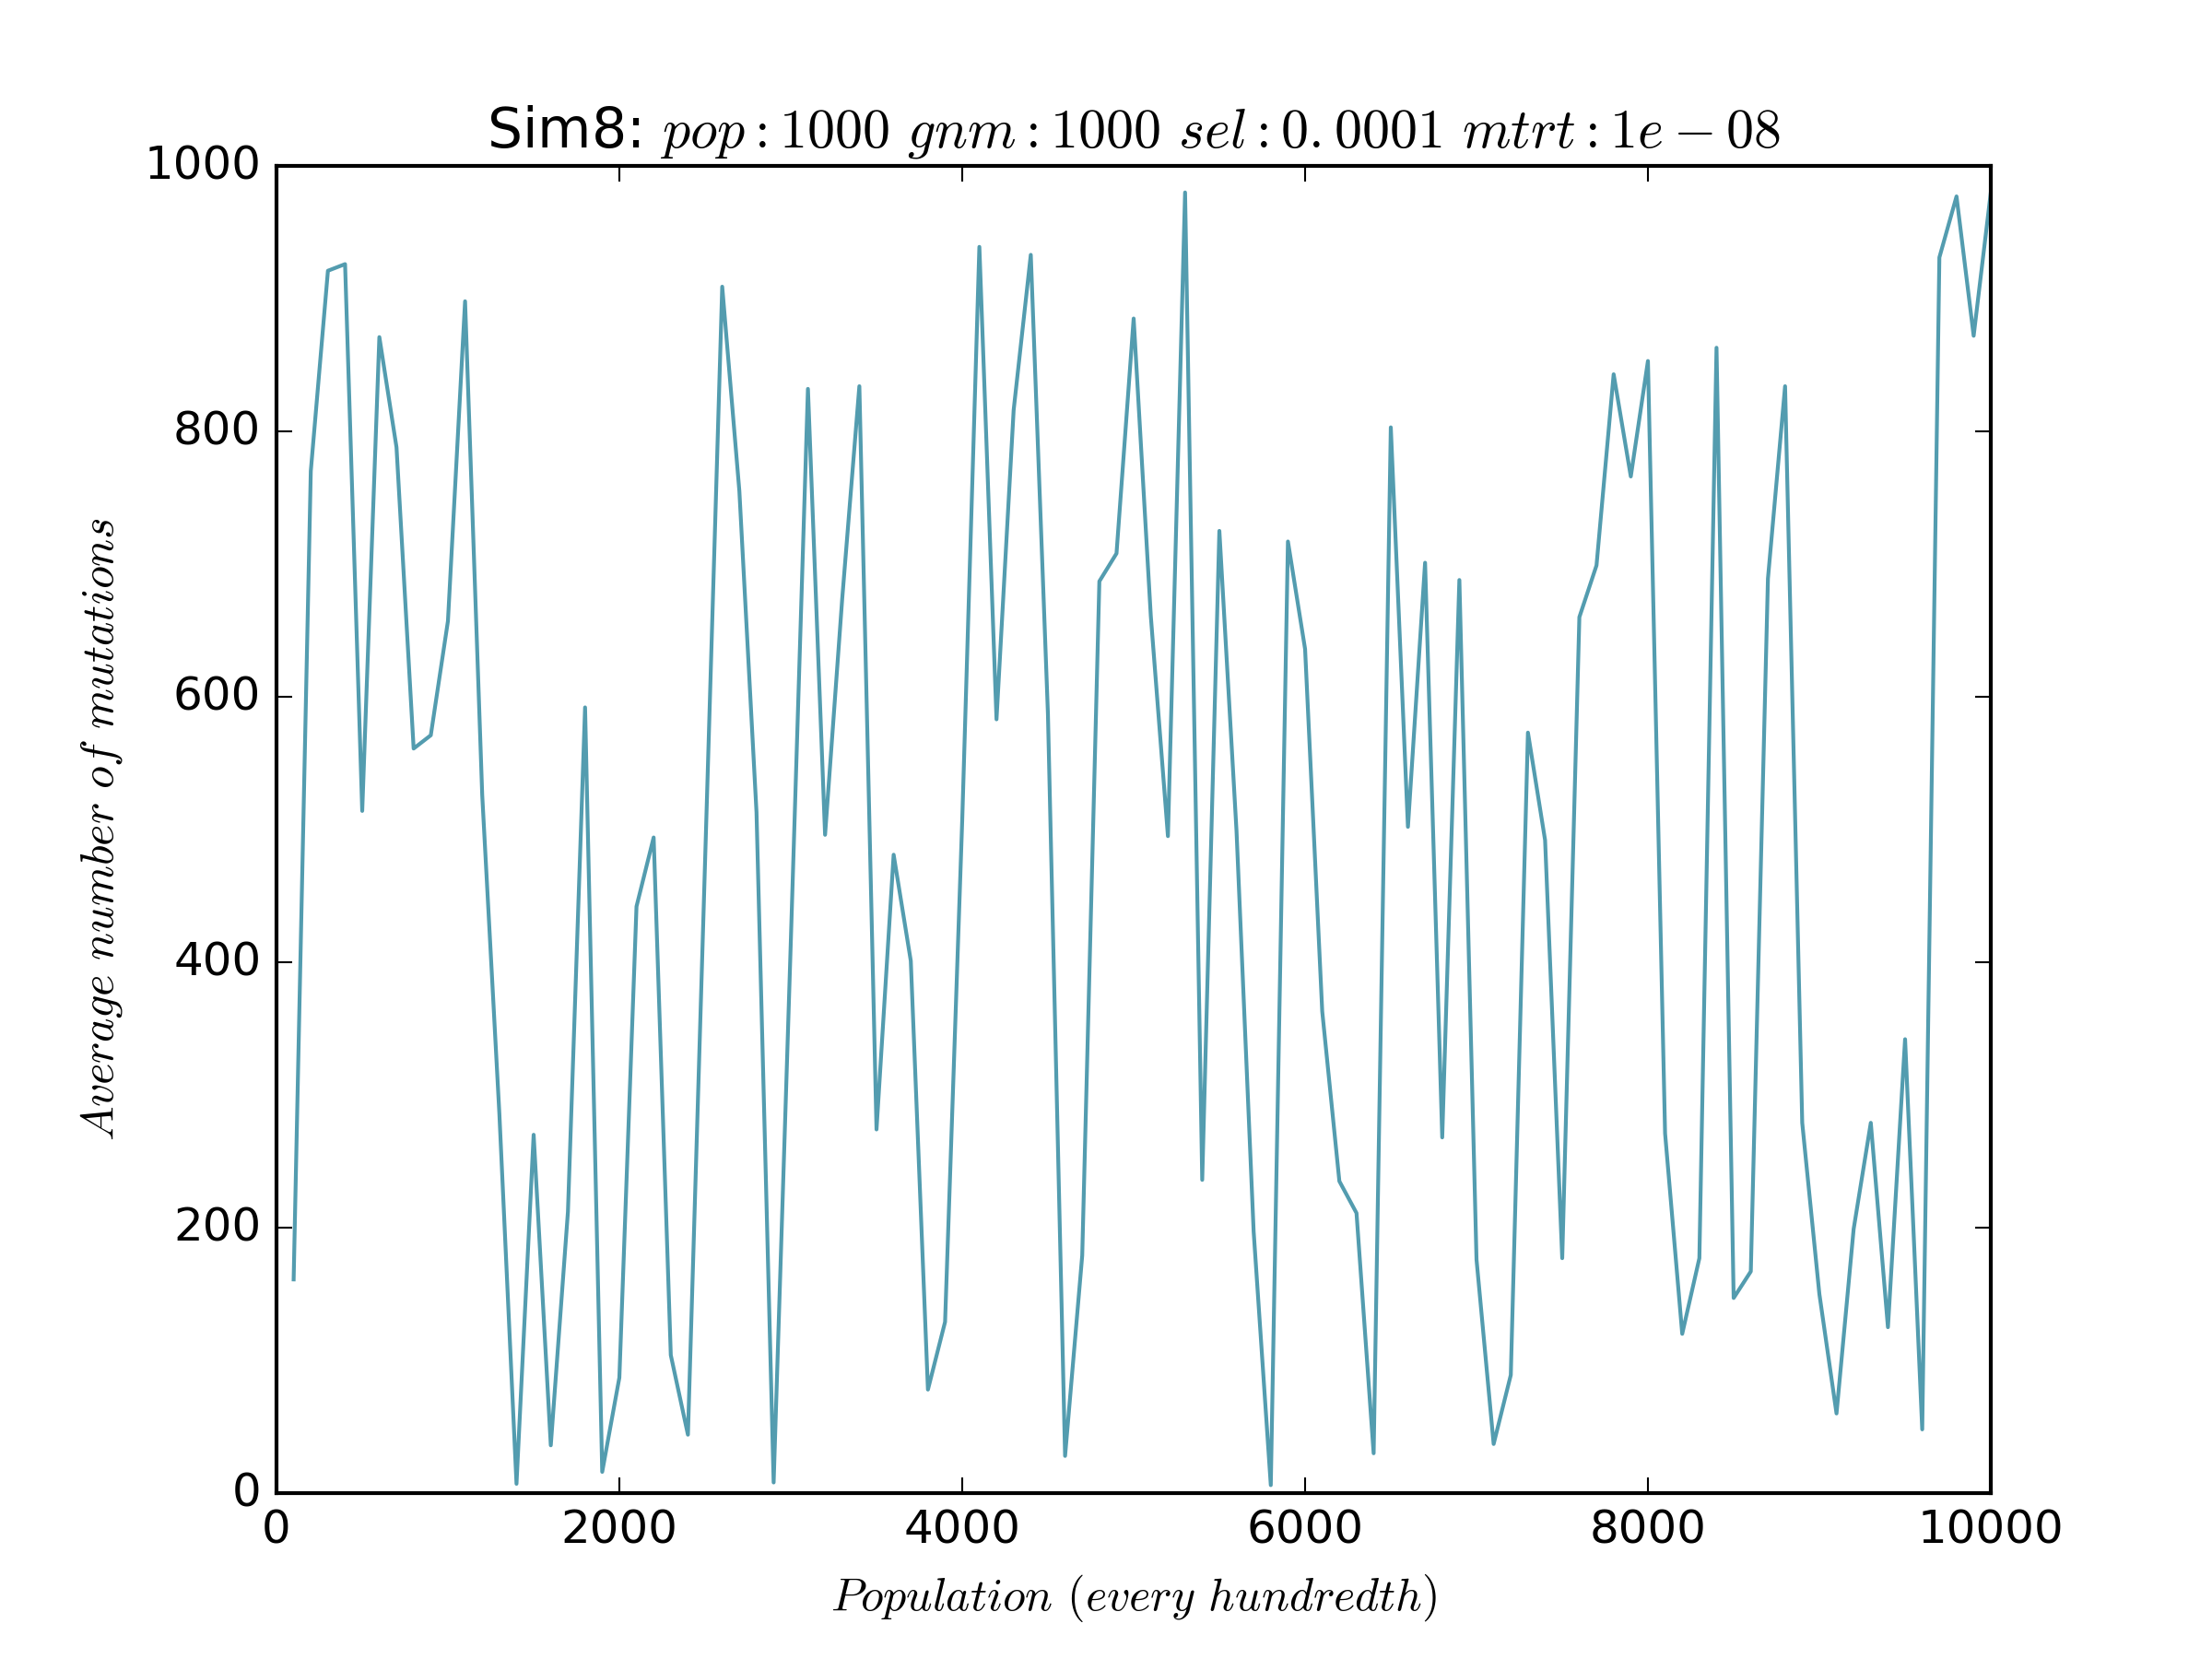 Sim8: pop : 1000 gnm : 1000 sel : 0.0001 mtrt : 1e − 08
1000
800
600
400
200
0
Average number of mutations
0 2000 4000 6000 8000 10000
Population (every hundredth)